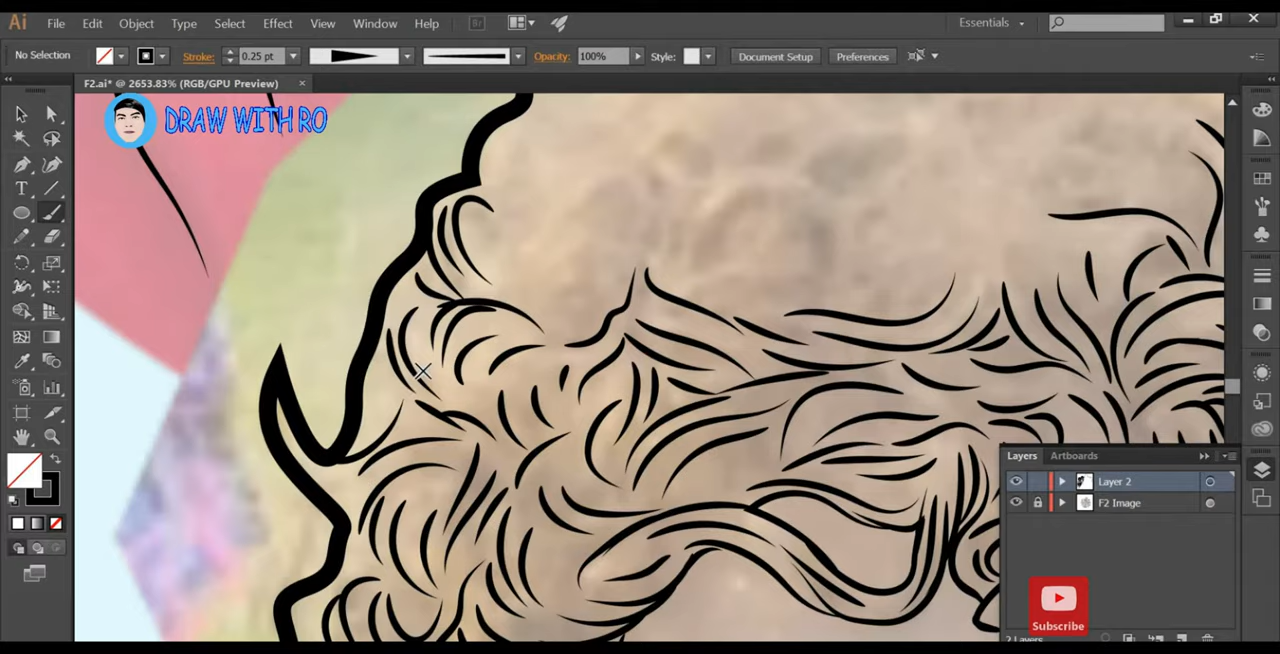 Ai File Edit Object Type Select Effect View Window Help Br Essentials
No Selection Stroke: 0.25 pt Opacity: 100% Style: Document Setup Preferences
F2.ai* @ 2653.83% (RGB/GPU Preview) ×
DRAW WITH RO
Layers Artboards
Layer 2
F2 Image
Subscribe
2 Layers